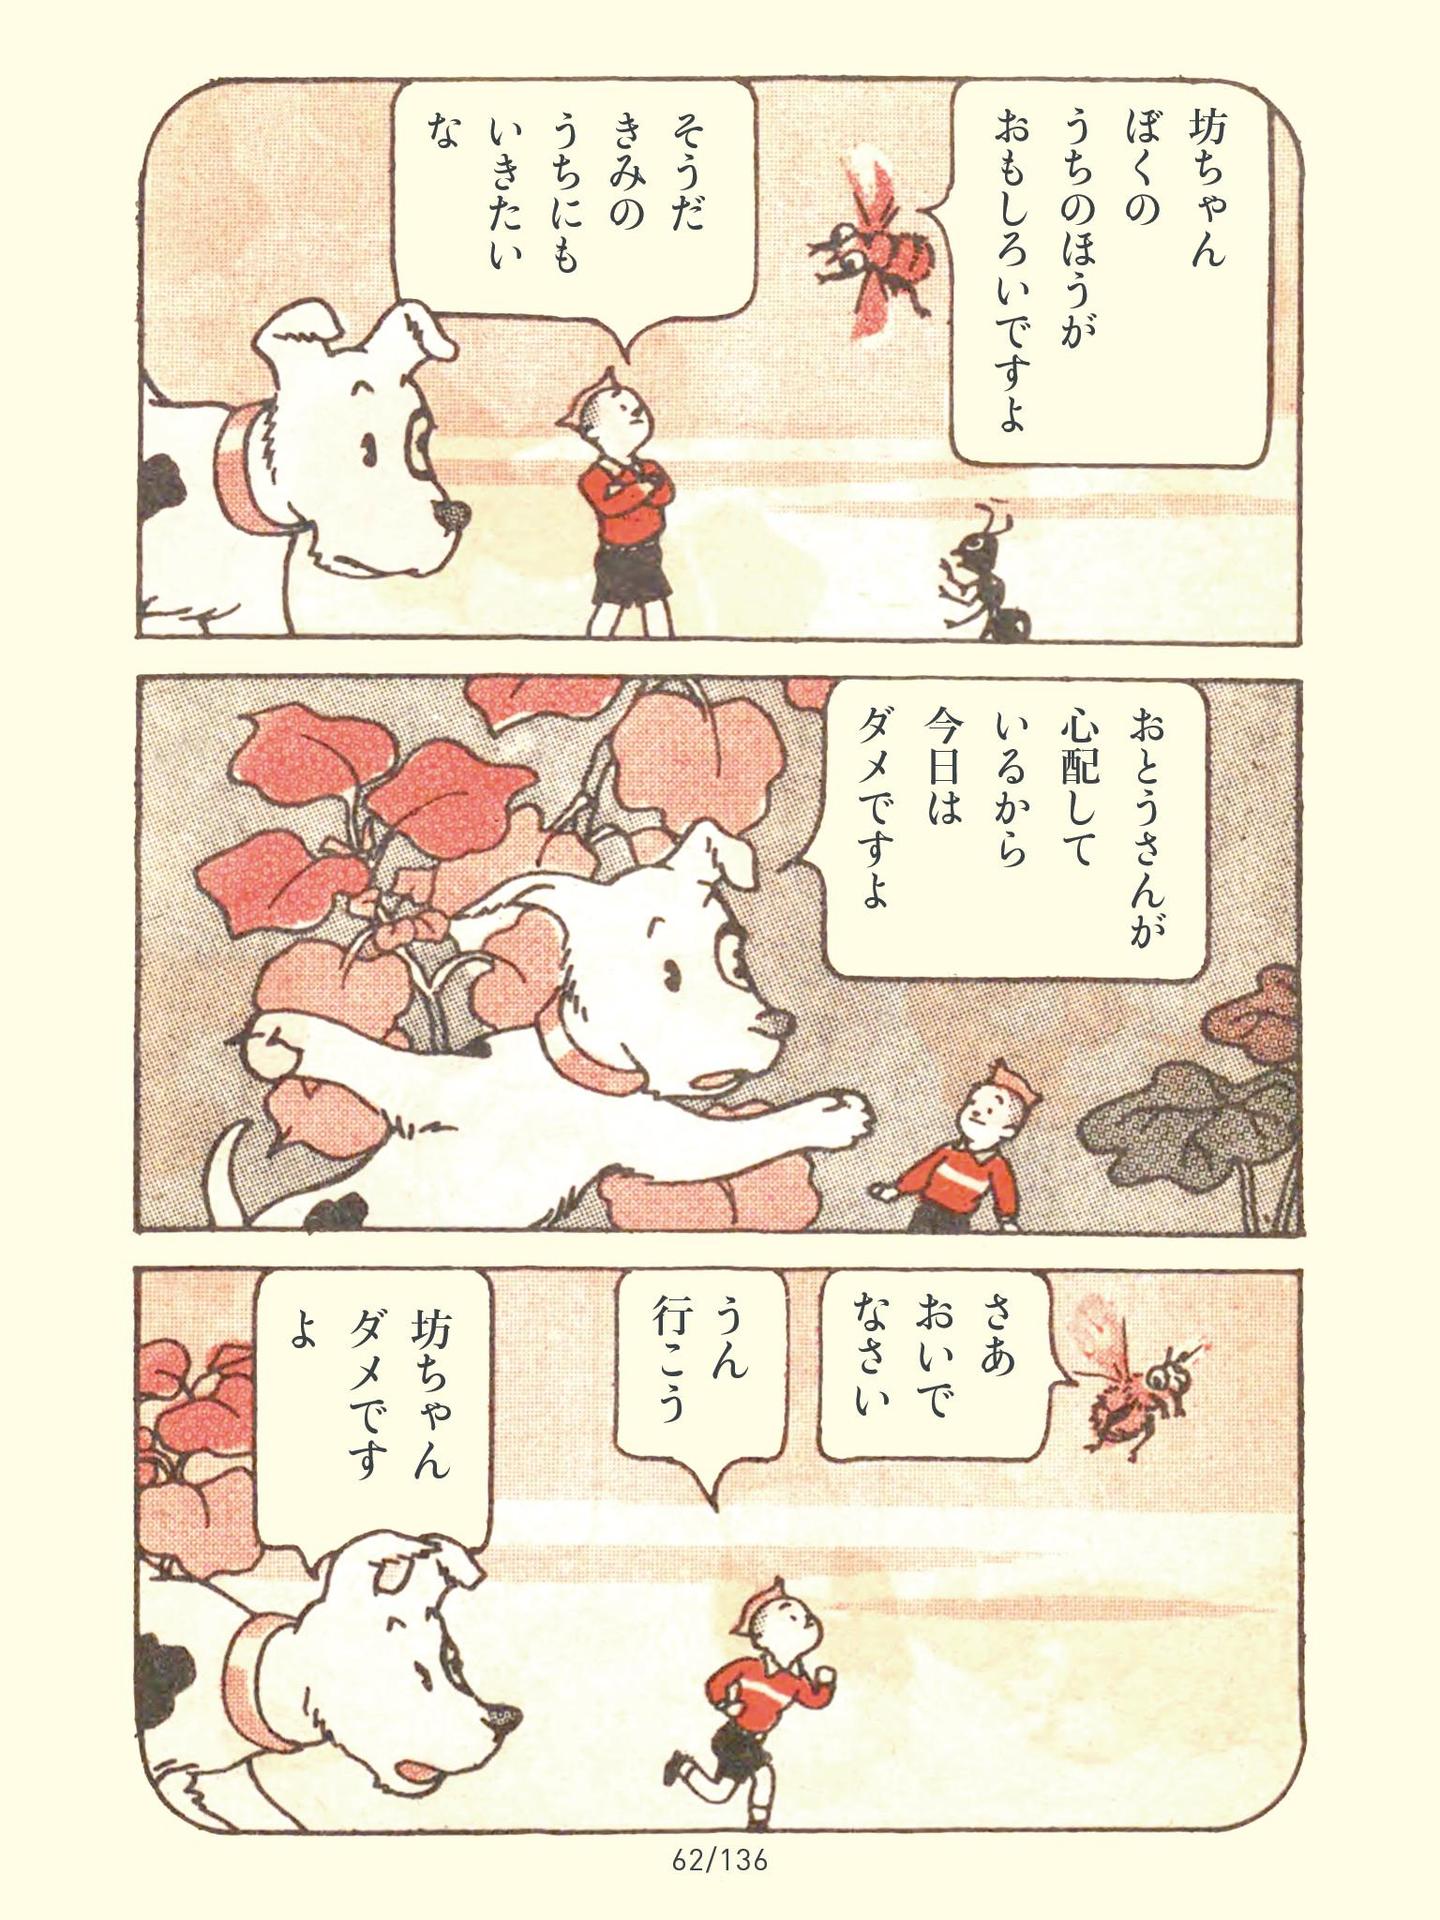 坊ちゃん
ぼくの
うちのほうが
おもしろいですよ
そうだ
きみの
うちにも
いきたい
な
おとうさんが
心配して
いるから
今日は
ダメですよ
さあ
おいで
なさい
うん
行こう
坊ちゃん
ダメです
よ
62/136